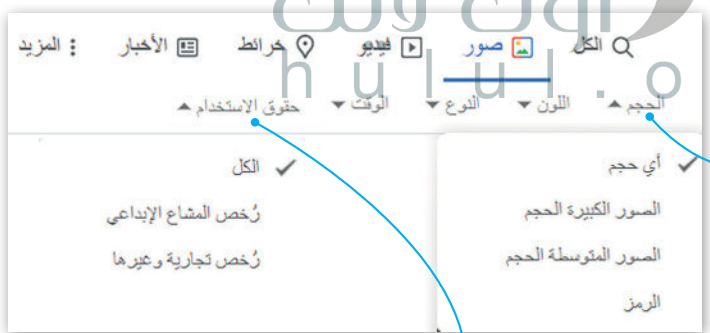 الكل صور فيديو خرائط الأخبار المزيد
الحجم اللون النوع الوقت حقوق الاستخدام
أي حجم
الصور الكبيرة الحجم
الصور المتوسطة الحجم
الرمز
الكل
رُخص المشاع الإبداعي
رُخص تجارية وغيرها
hulul.o